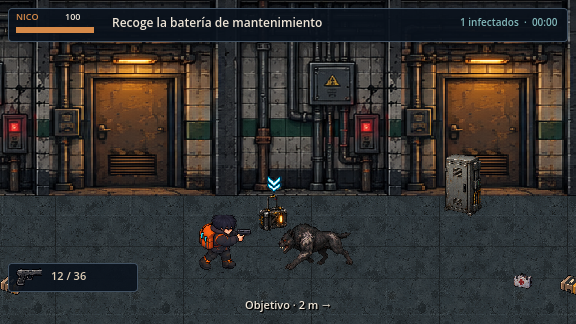 NICO 100
Recoge la batería de mantenimiento
1 infectados · 00:00
12 / 36
Objetivo · 2 m →